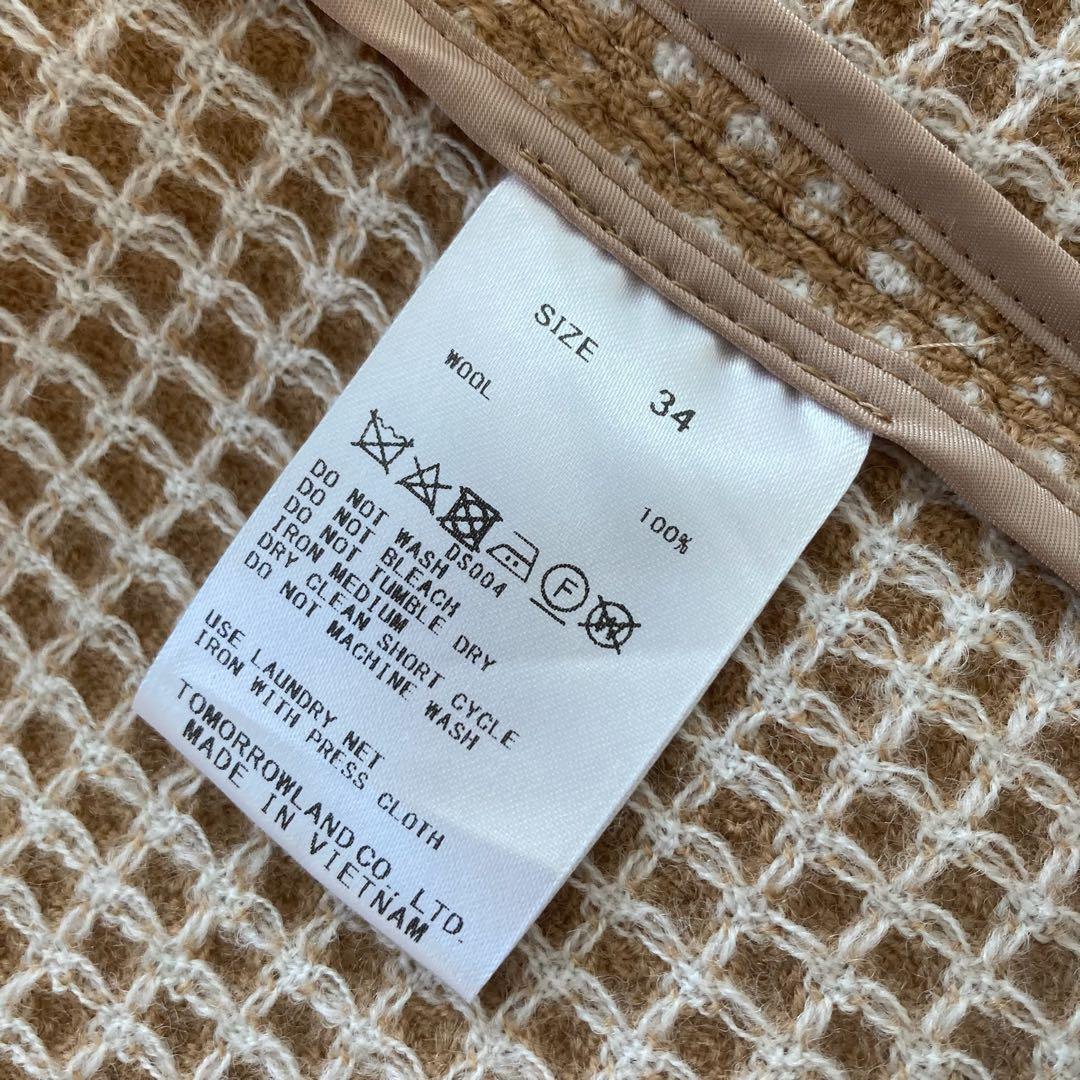 SIZE 34
WOOL 100%
F
DS004
DO NOT WASH
DO NOT BLEACH
DO NOT TUMBLE DRY
IRON MEDIUM
DRY CLEAN SHORT CYCLE
DO NOT MACHINE WASH
USE LAUNDRY NET
IRON WITH PRESS CLOTH
TOMORROWLAND CO., LTD.
MADE IN VIETNAM